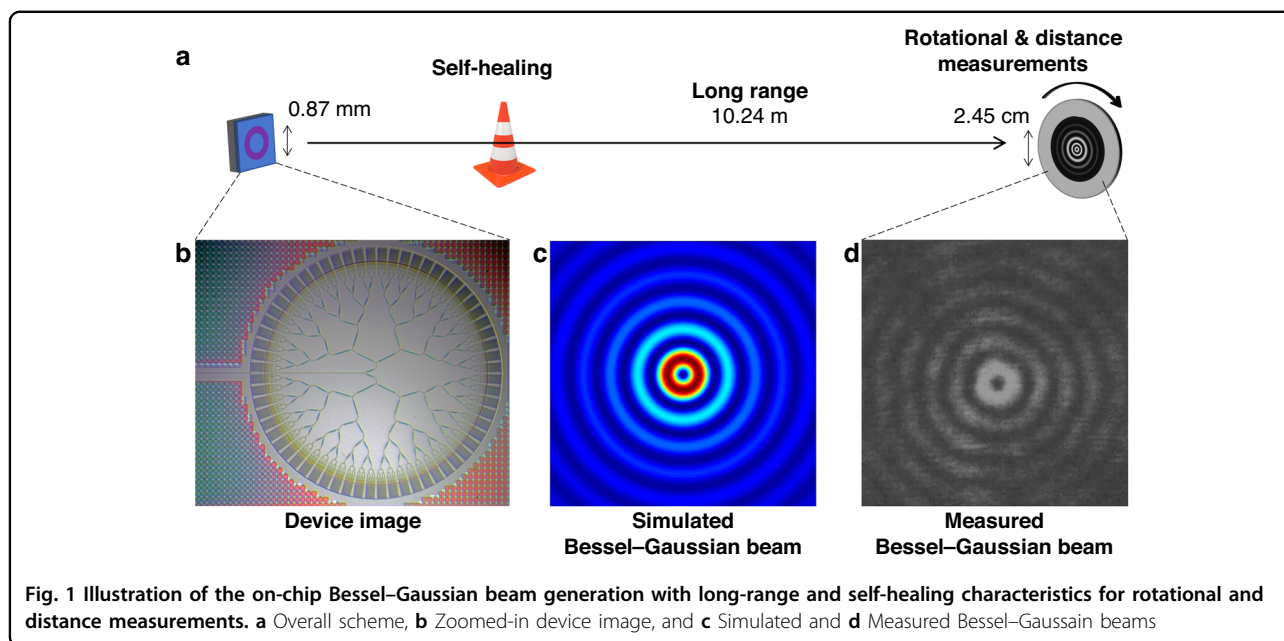 a
Self-healing
Rotational & distance
measurements
0.87 mm
Long range
10.24 m
2.45 cm
b
c
d
Device image
Simulated
Bessel–Gaussian beam
Measured
Bessel–Gaussian beam
Fig. 1 Illustration of the on-chip Bessel–Gaussian beam generation with long-range and self-healing characteristics for rotational and
distance measurements. a Overall scheme, b Zoomed-in device image, and c Simulated and d Measured Bessel–Gaussain beams